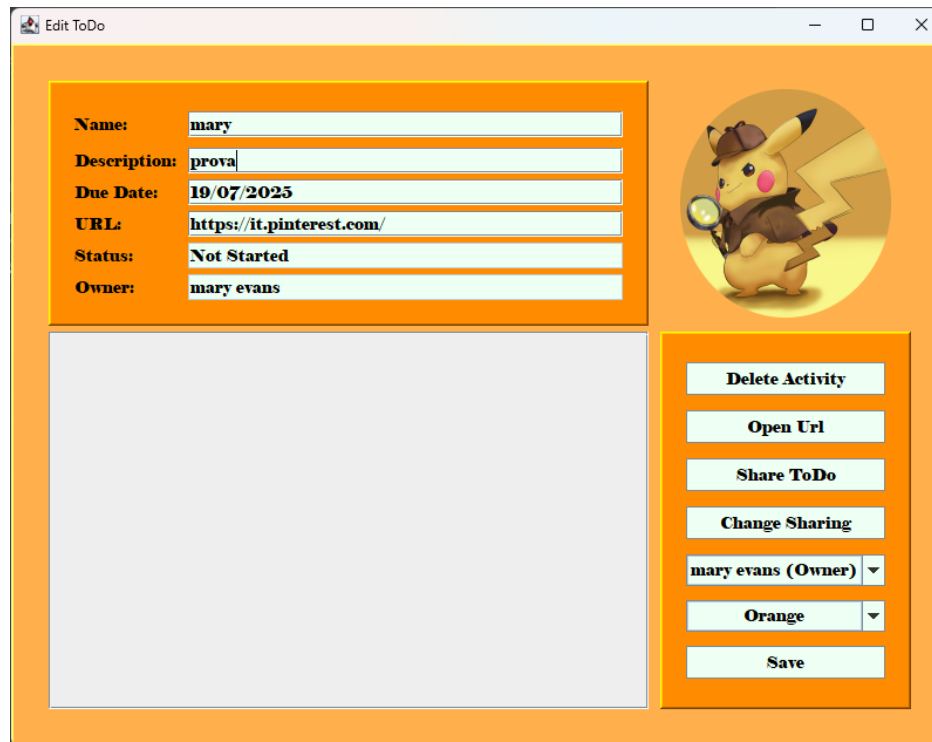 Edit ToDo
Name: mary
Description: prova
Due Date: 19/07/2025
URL: https://it.pinterest.com/
Status: Not Started
Owner: mary evans
Delete Activity
Open Url
Share ToDo
Change Sharing
mary evans (Owner)
Orange
Save